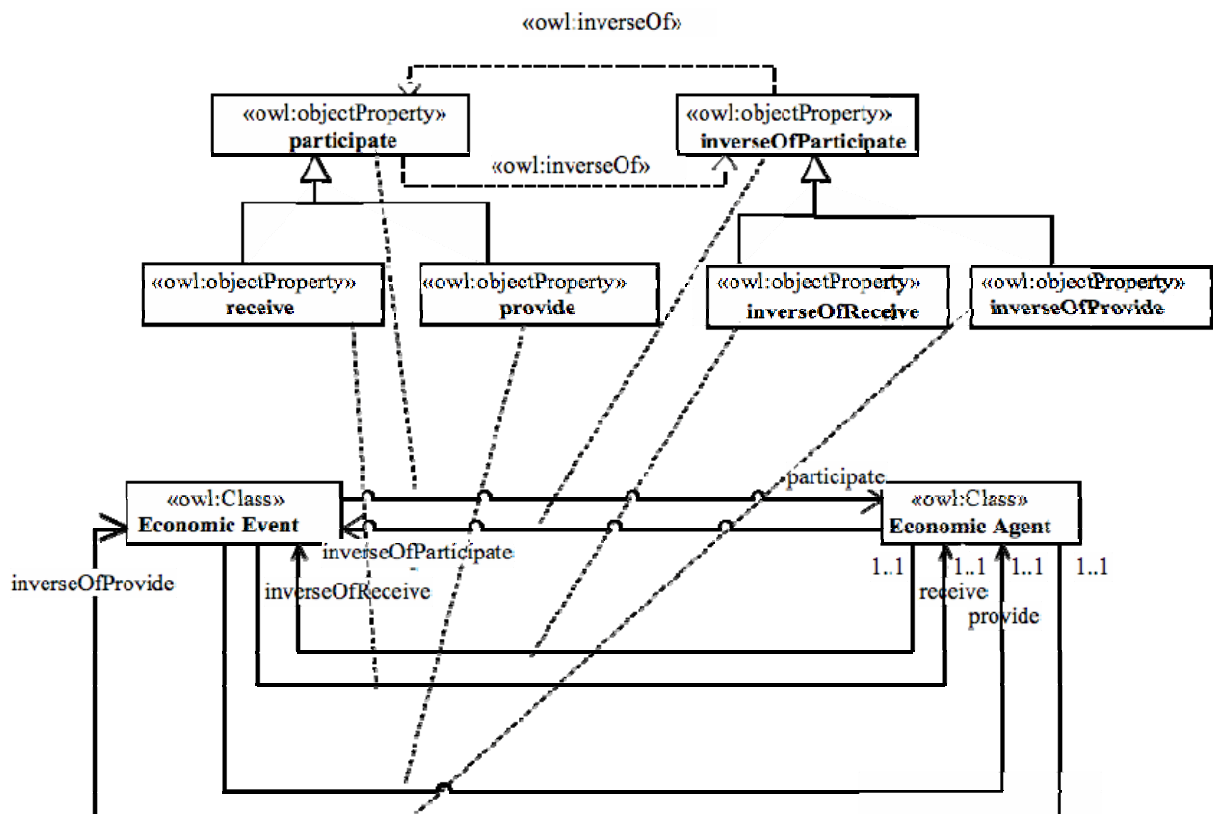 «owl:inverseOf»
«owl:objectProperty»
participate
«owl:objectProperty»
inverseOfParticipate
«owl:inverseOf»
«owl:objectProperty»
receive
«owl:objectProperty»
provide
«owl:objectProperty»
inverseOfReceive
«owl:objectProperty»
inverseOfProvide
participate
«owl:Class»
Economic Event
«owl:Class»
Economic Agent
inverseOfParticipate
inverseOfProvide
inverseOfReceive
1..1
1..1
1..1
1..1
receive
provide